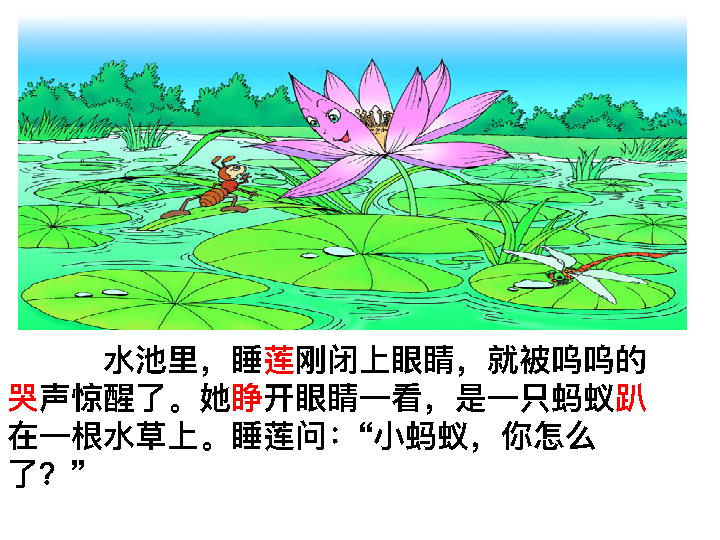 水池里，睡莲刚闭上眼睛，就被呜呜的
哭声惊醒了。她睁开眼睛一看，是一只蚂蚁趴
在一根水草上。睡莲问：“小蚂蚁，你怎么
了？”